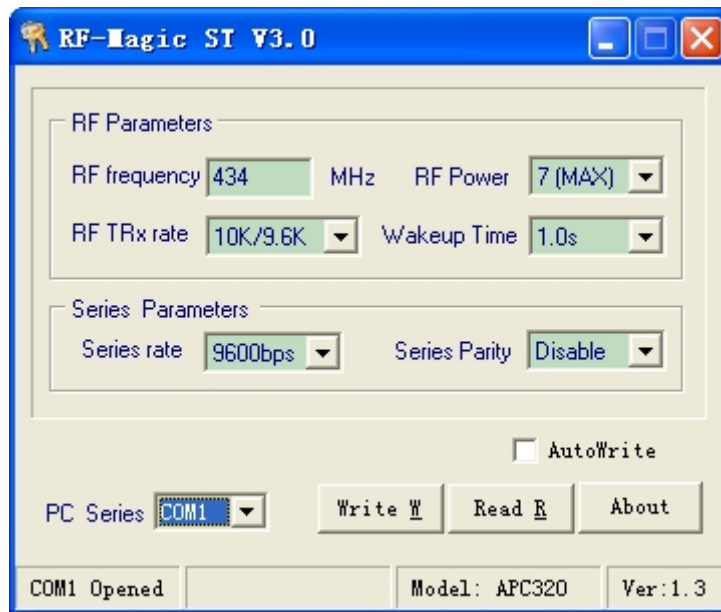 RF-Magic ST V3.0
RF Parameters
RF frequency 434 MHz RF Power 7 (MAX)
RF TRx rate 10K/9.6K Wakeup Time 1.0s
Series Parameters
Series rate 9600bps Series Parity Disable
AutoWrite
PC Series COM1 Write W Read R About
COM1 Opened Model: APC320 Ver:1.3